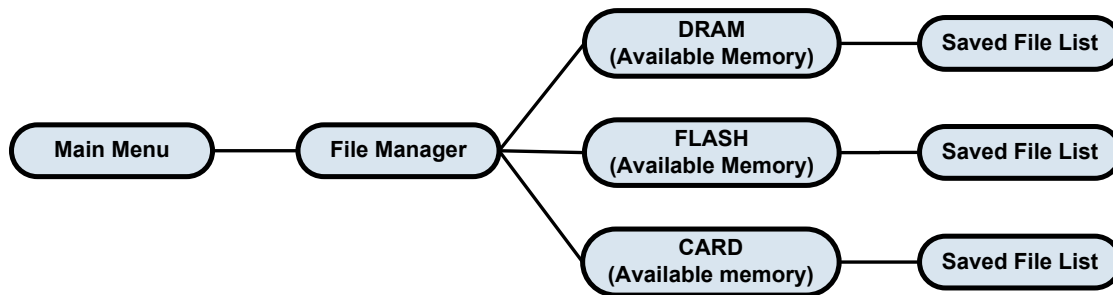 DRAM
(Available Memory)
Saved File List
Main Menu
File Manager
FLASH
(Available Memory)
Saved File List
CARD
(Available memory)
Saved File List